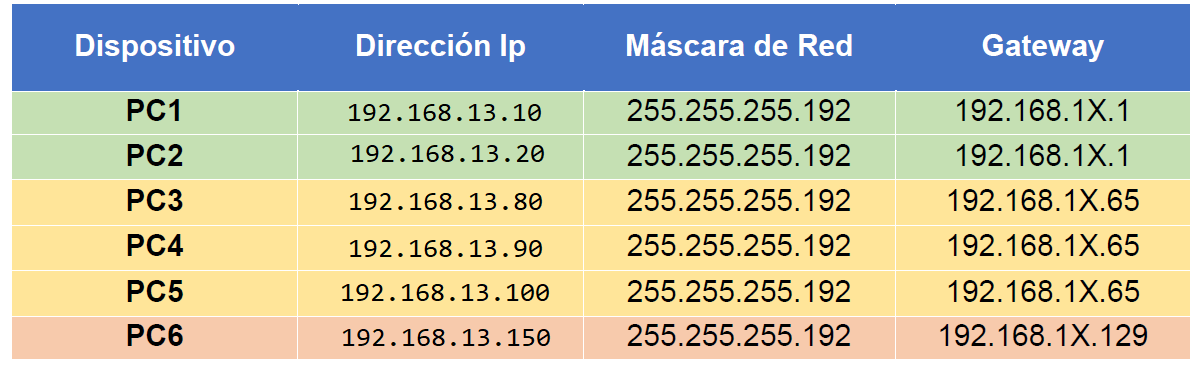 Dispositivo Dirección Ip Máscara de Red Gateway
PC1 192.168.13.10 255.255.255.192 192.168.1X.1
PC2 192.168.13.20 255.255.255.192 192.168.1X.1
PC3 192.168.13.80 255.255.255.192 192.168.1X.65
PC4 192.168.13.90 255.255.255.192 192.168.1X.65
PC5 192.168.13.100 255.255.255.192 192.168.1X.65
PC6 192.168.13.150 255.255.255.192 192.168.1X.129